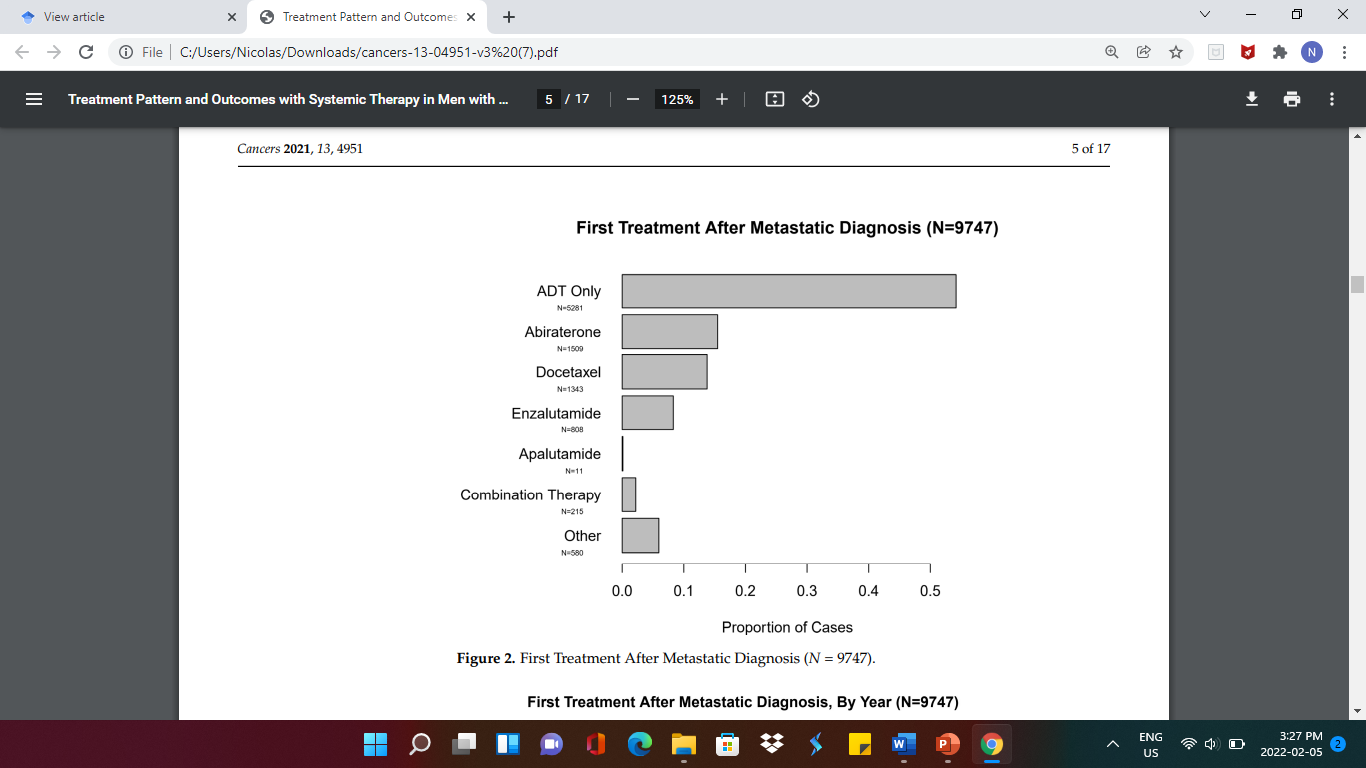 View article
Treatment Pattern and Outcomes
File
C:/Users/Nicolas/Downloads/cancers-13-04951-v3%20(7).pdf
N
Treatment Pattern and Outcomes with Systemic Therapy in Men with ...
5 / 17
125%
Cancers 2021, 13, 4951
5 of 17
First Treatment After Metastatic Diagnosis (N=9747)
ADT Only
N=5281
Abiraterone
N=1509
Docetaxel
N=1343
Enzalutamide
N=808
Apalutamide
N=11
Combination Therapy
N=215
Other
N=580
0.0 0.1 0.2 0.3 0.4 0.5
Proportion of Cases
Figure 2. First Treatment After Metastatic Diagnosis (N = 9747).
First Treatment After Metastatic Diagnosis, By Year (N=9747)
W
P
ENG
US
3:27 PM
2022-02-05
2